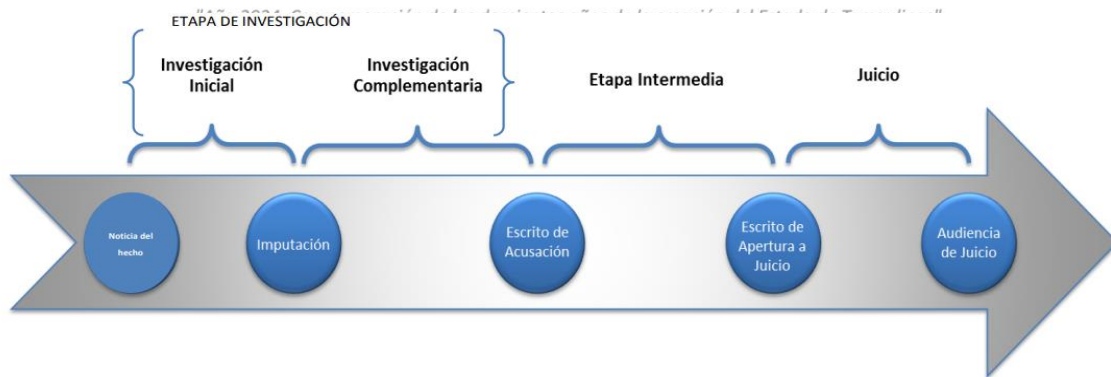 ETAPA DE INVESTIGACIÓN
Investigación
Inicial
Investigación
Complementaria
Etapa Intermedia
Juicio
Noticia del
hecho
Imputación
Escrito de
Acusación
Escrito de
Apertura a
Juicio
Audiencia
de Juicio